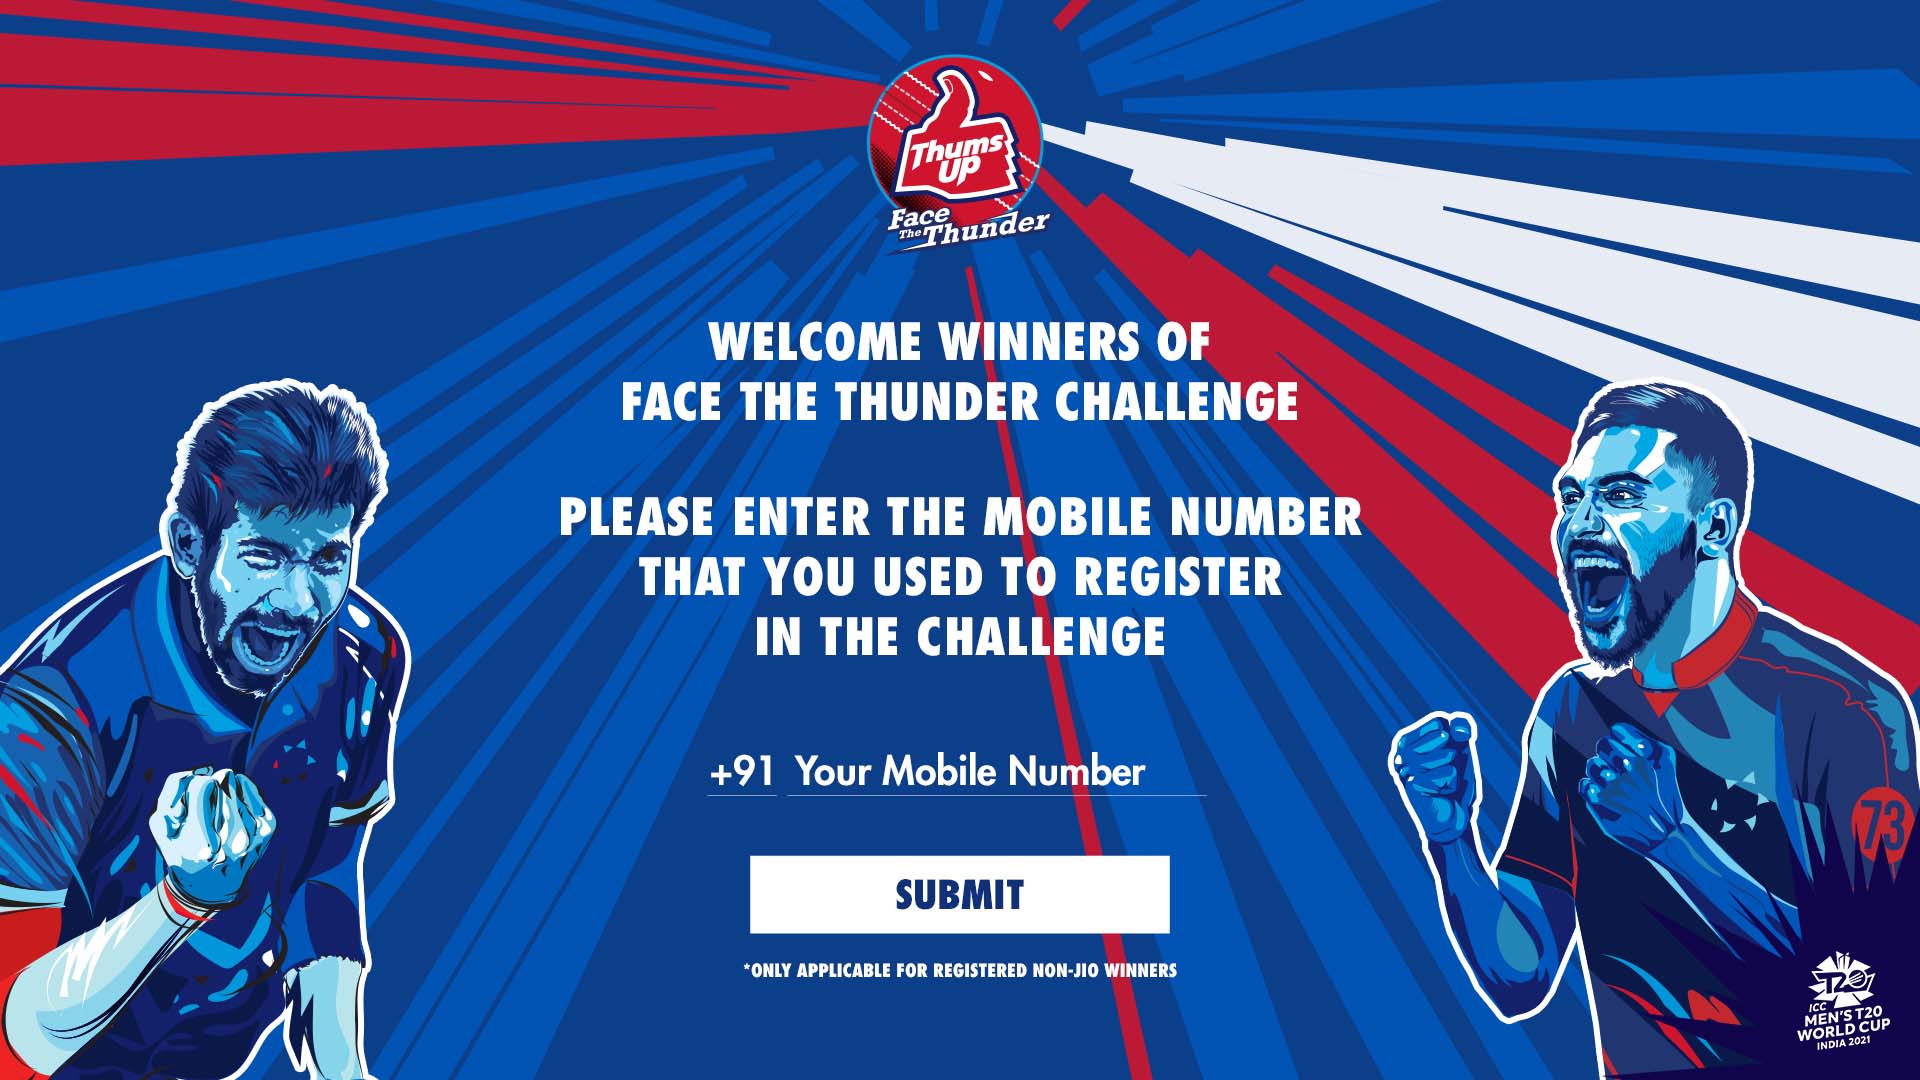 Thums
UP
Face
The Thunder
WELCOME WINNERS OF
FACE THE THUNDER CHALLENGE
PLEASE ENTER THE MOBILE NUMBER
THAT YOU USED TO REGISTER
IN THE CHALLENGE
+91 Your Mobile Number
SUBMIT
*ONLY APPLICABLE FOR REGISTERED NON-JIO WINNERS
73
T20
ICC
MEN'S T20
WORLD CUP
INDIA 2021